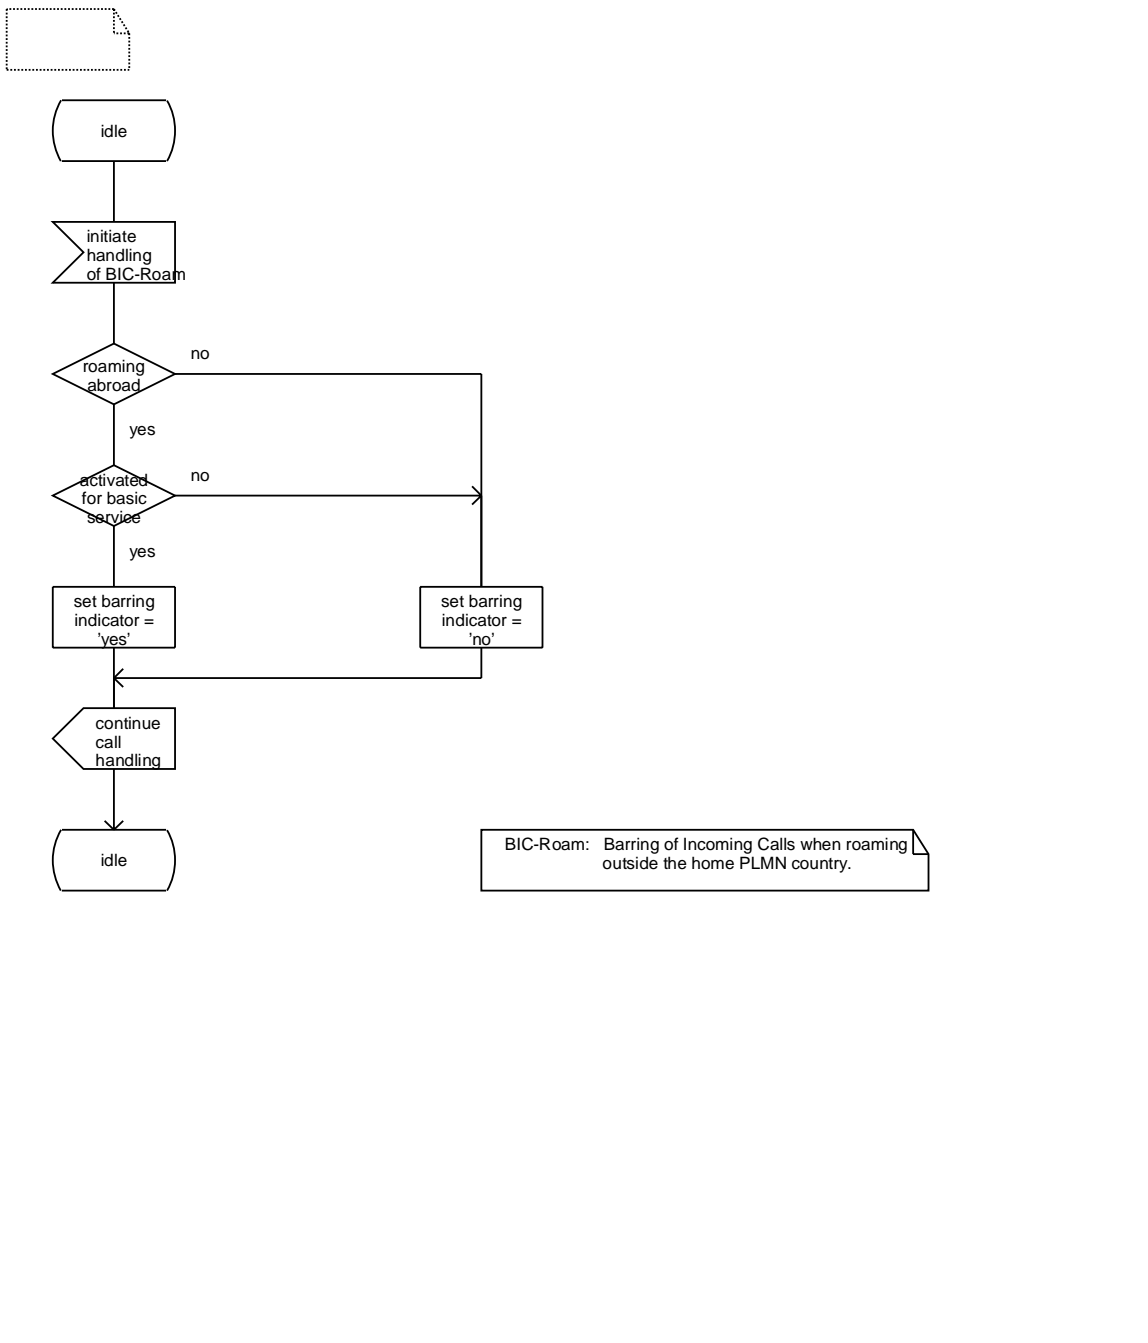 idle
initiate
handling
of BIC-Roam
no
roaming
abroad
yes
no
activated
for basic
service
yes
set barring
indicator =
’yes’
set barring
indicator =
’no’
continue
call
handling
idle
BIC-Roam: Barring of Incoming Calls when roaming
outside the home PLMN country.